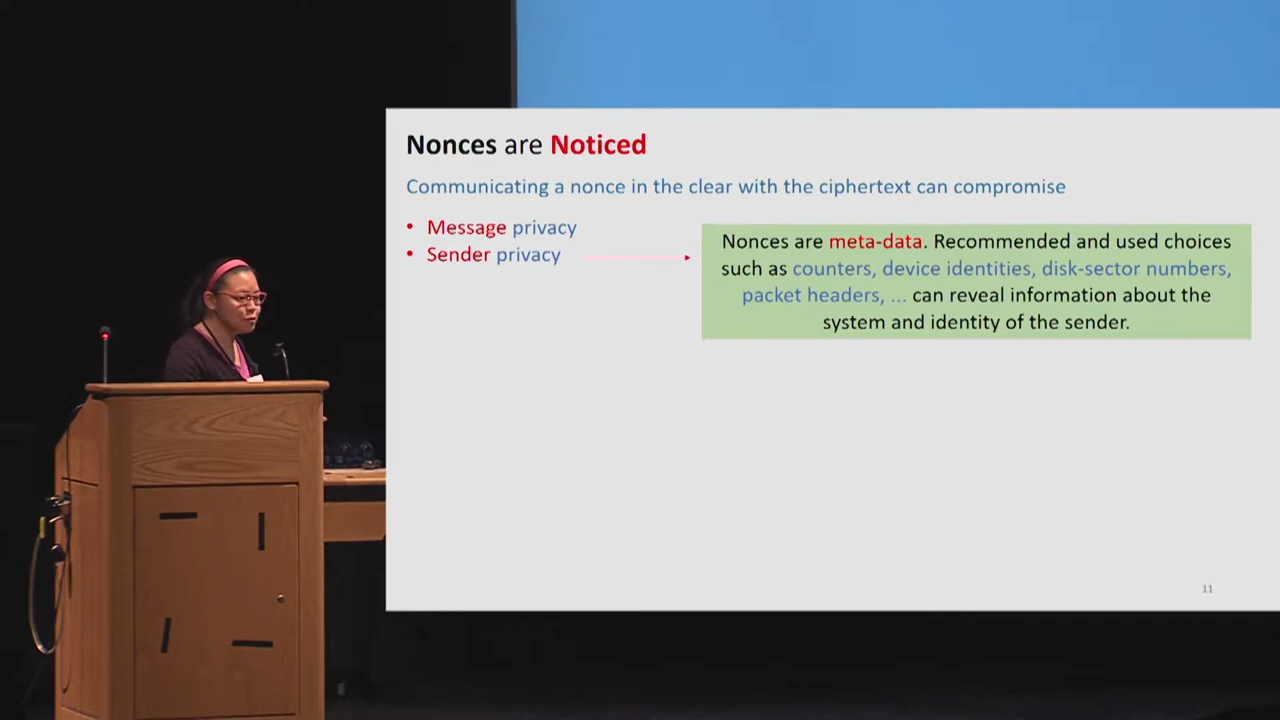 Nonces are Noticed
Communicating a nonce in the clear with the ciphertext can compromise
• Message privacy
• Sender privacy
Nonces are meta-data. Recommended and used choices
such as counters, device identities, disk-sector numbers,
packet headers, ... can reveal information about the
system and identity of the sender.
11